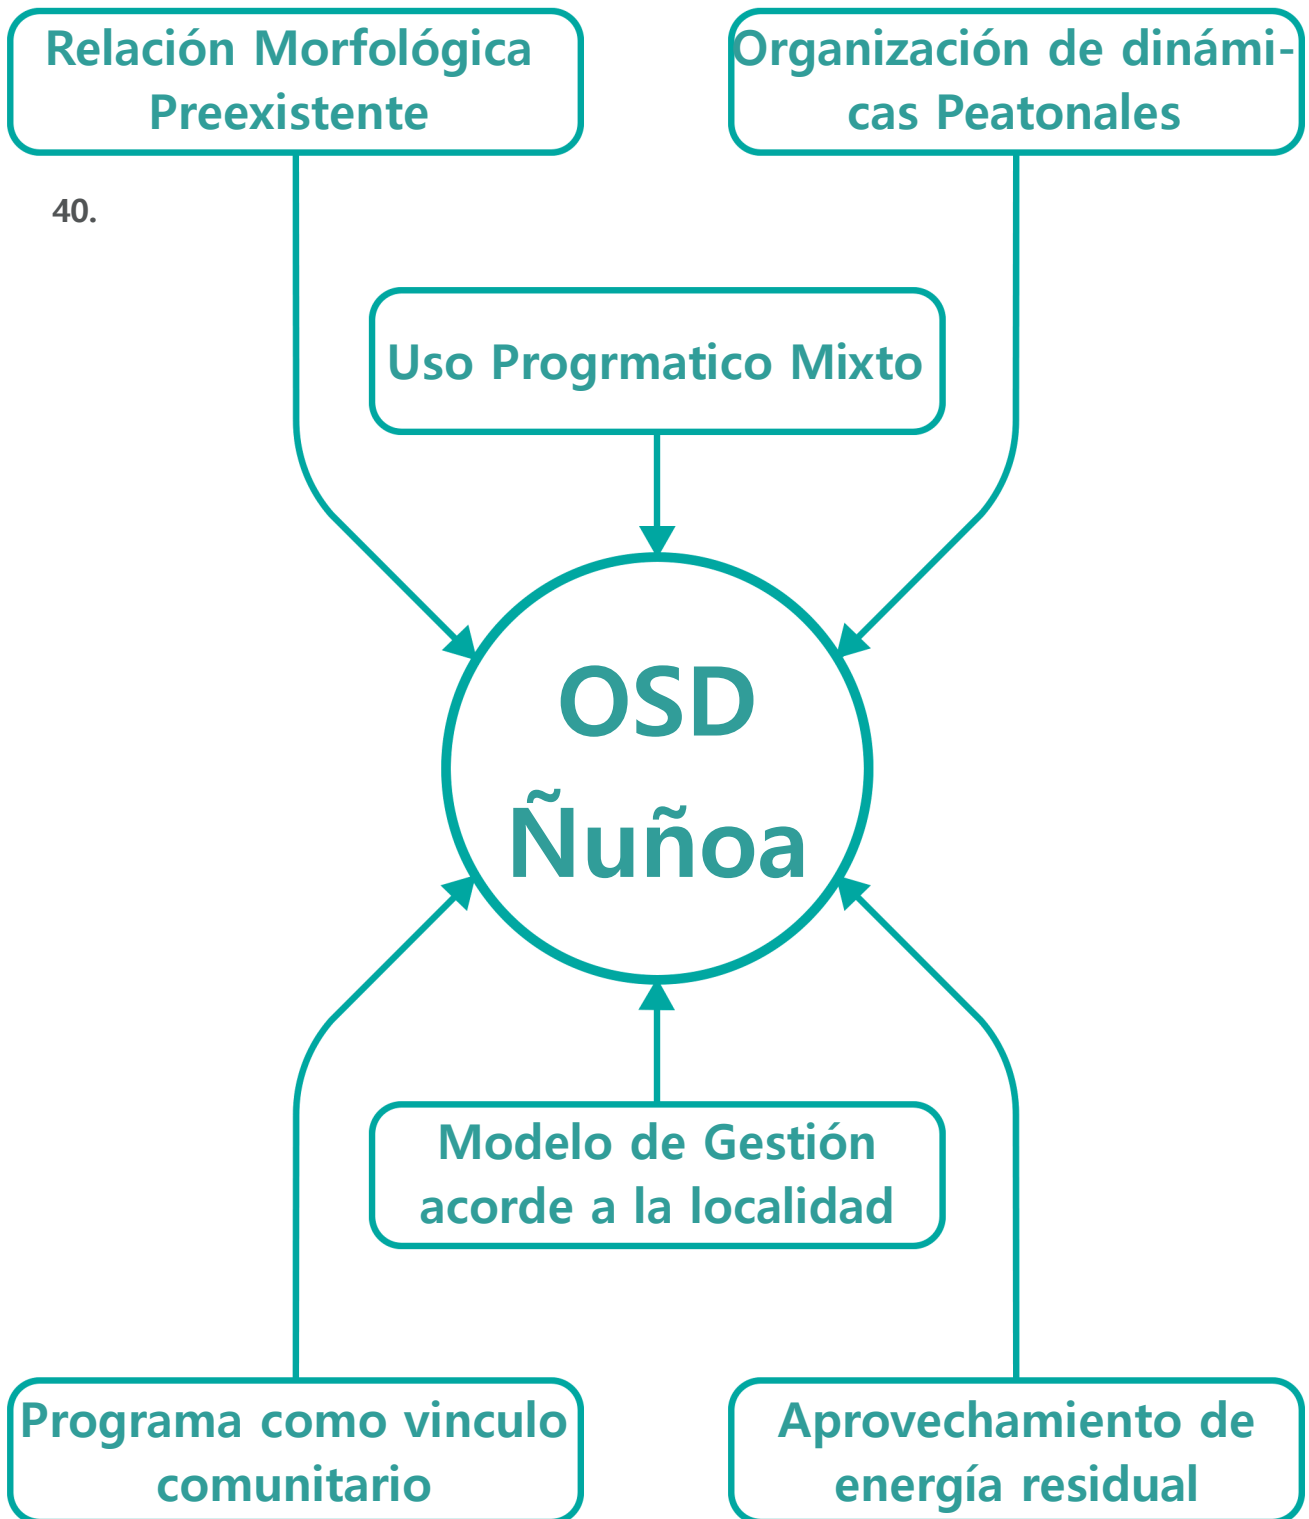 Relación Morfológica
Preexistente
Organización de dinámi-
cas Peatonales
40.
Uso Progrmatico Mixto
OSD
Ñuñoa
Modelo de Gestión
acorde a la localidad
Programa como vinculo
comunitario
Aprovechamiento de
energía residual